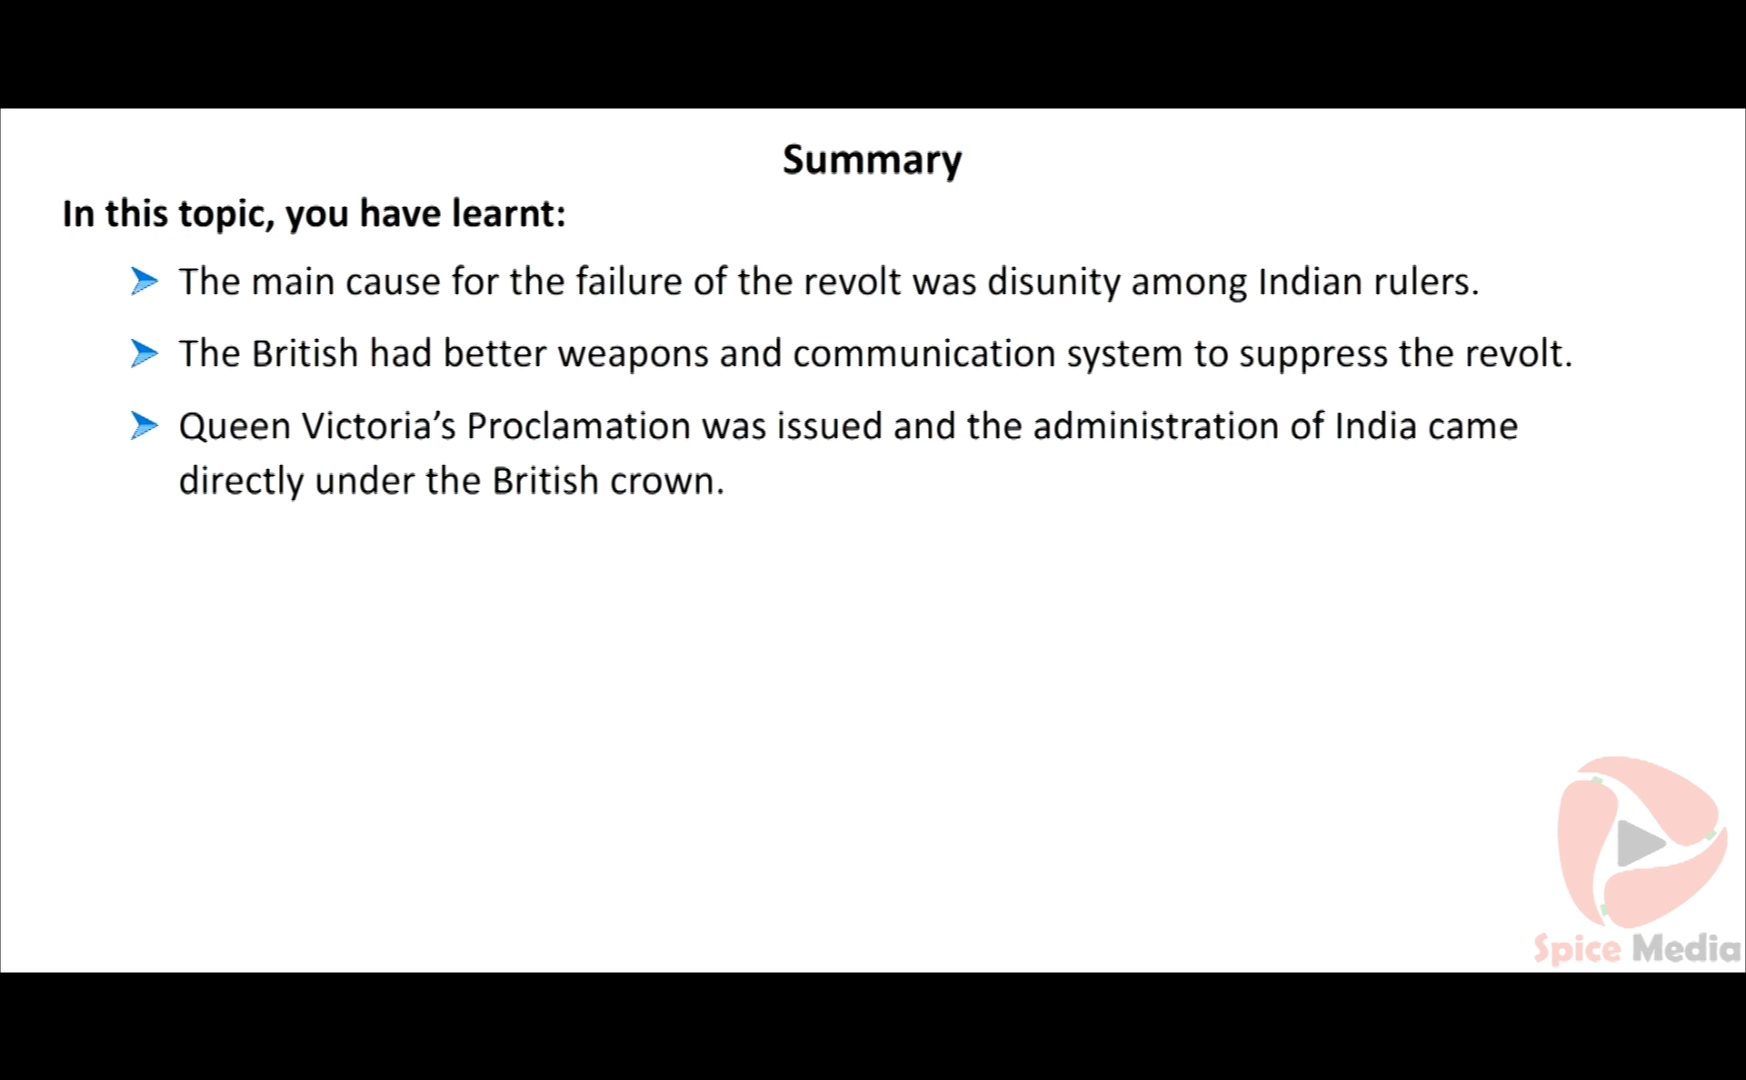 Summary
In this topic, you have learnt:
The main cause for the failure of the revolt was disunity among Indian rulers.
The British had better weapons and communication system to suppress the revolt.
Queen Victoria’s Proclamation was issued and the administration of India came
directly under the British crown.
Spice Media